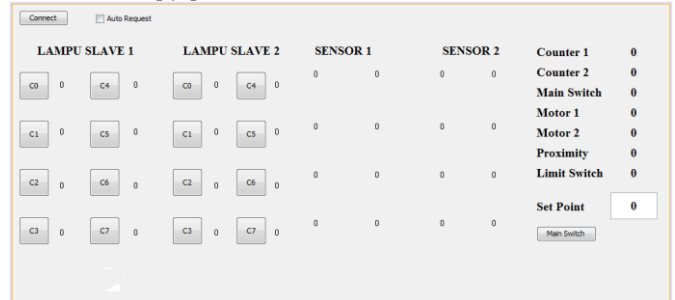 Connect Auto Request
LAMPU SLAVE 1 LAMPU SLAVE 2 SENSOR 1 SENSOR 2 Counter 1 0
C0 0 C4 0 C0 0 C4 0 0 0 0 0 Counter 2 0
Main Switch 0
Motor 1 0
C1 0 C5 0 C1 0 C5 0 0 0 0 0 Motor 2 0
Proximity 0
C2 0 C6 0 C2 0 C6 0 0 0 0 0 Limit Switch 0
Set Point 0
C3 0 C7 0 C3 0 C7 0 0 0 0 0 Main Switch